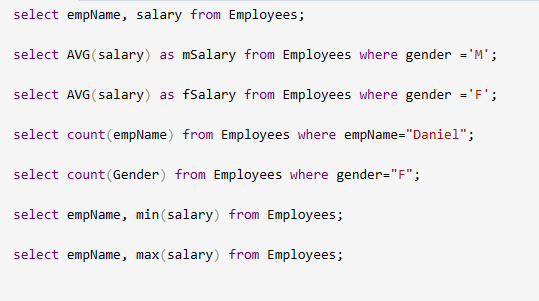 select empName, salary from Employees;
select AVG(salary) as mSalary from Employees where gender ='M';
select AVG(salary) as fSalary from Employees where gender ='F';
select count(empName) from Employees where empName="Daniel";
select count(Gender) from Employees where gender="F";
select empName, min(salary) from Employees;
select empName, max(salary) from Employees;